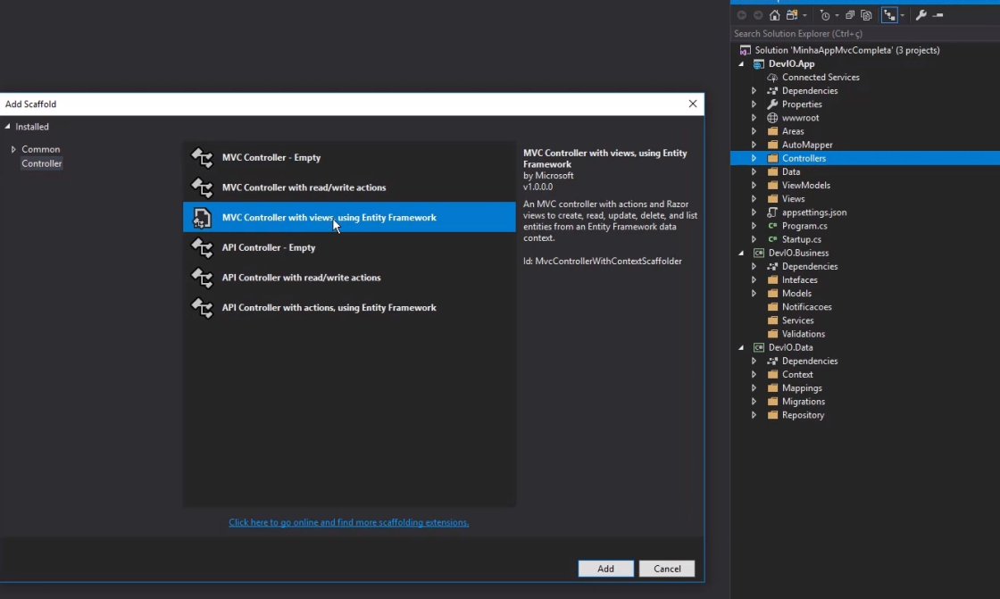 Search Solution Explorer (Ctrl+ç)
Solution 'MinhaAppMvcCompleta' (3 projects)
DevIO.App
Connected Services
Dependencies
Properties
wwwroot
Areas
AutoMapper
Controllers
Data
ViewModels
Views
appsettings.json
C# Program.cs
C# Startup.cs
C# DevIO.Business
Dependencies
Intefaces
Models
Notificacoes
Services
Validations
C# DevIO.Data
Dependencies
Context
Mappings
Migrations
Repository
Add Scaffold
Installed
Common
Controller
MVC Controller - Empty
MVC Controller with read/write actions
MVC Controller with views, using Entity Framework
API Controller - Empty
API Controller with read/write actions
API Controller with actions, using Entity Framework
MVC Controller with views, using Entity
Framework
by Microsoft
v1.0.0.0
An MVC controller with actions and Razor
views to create, read, update, delete, and list
entities from an Entity Framework data
context.
Id: MvcControllerWithContextScaffolder
Click here to go online and find more scaffolding extensions.
Add
Cancel